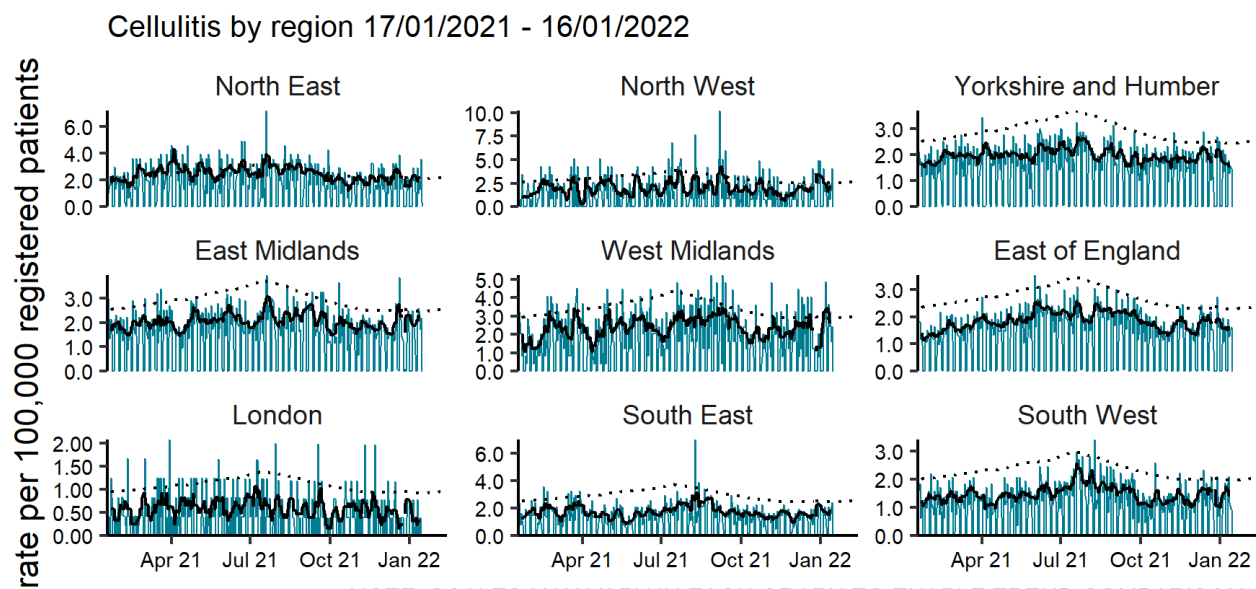 Cellulitis by region 17/01/2021 - 16/01/2022
rate per 100,000 registered patients
North East
6.0
4.0
2.0
0.0
North West
10.0
7.5
5.0
2.5
0.0
Yorkshire and Humber
3.0
2.0
1.0
0.0
East Midlands
3.0
2.0
1.0
0.0
West Midlands
5.0
4.0
3.0
2.0
1.0
0.0
East of England
3.0
2.0
1.0
0.0
London
2.00
1.50
1.00
0.50
0.00
South East
6.0
4.0
2.0
0.0
South West
3.0
2.0
1.0
0.0
Apr 21 Jul 21 Oct 21 Jan 22
Apr 21 Jul 21 Oct 21 Jan 22
Apr 21 Jul 21 Oct 21 Jan 22